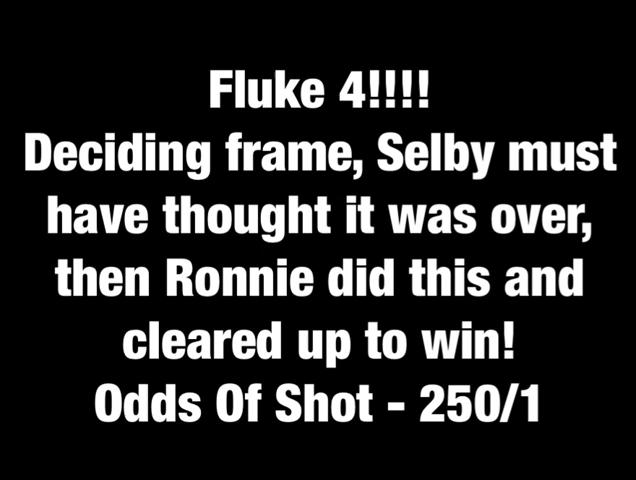 Fluke 4!!!!
Deciding frame, Selby must
have thought it was over,
then Ronnie did this and
cleared up to win!
Odds Of Shot - 250/1